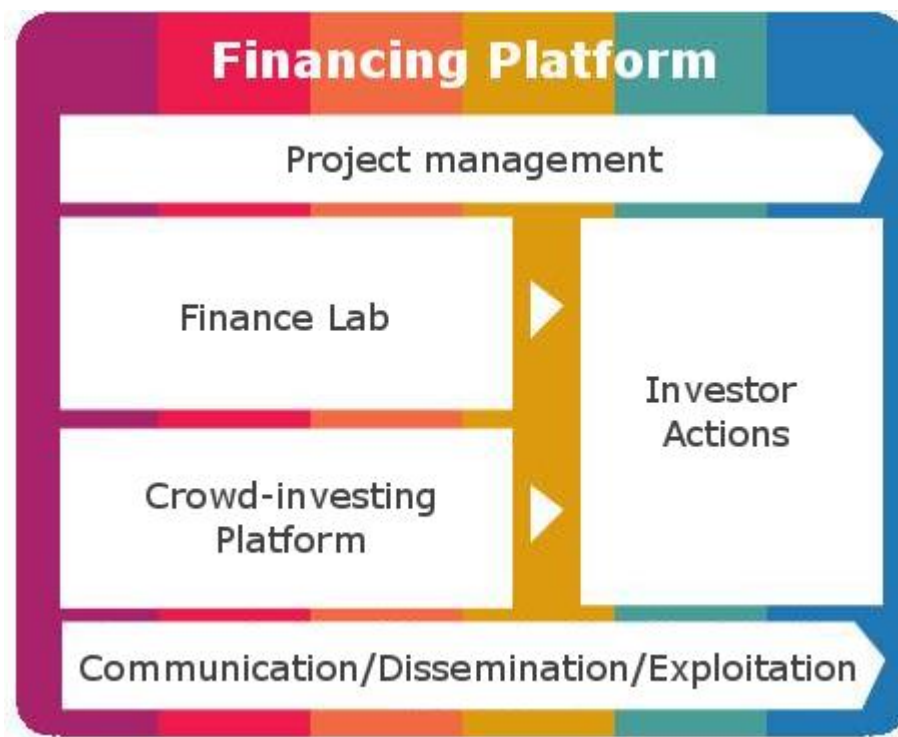 Financing Platform
Project management
Finance Lab
Investor
Actions
Crowd-investing
Platform
Communication/Dissemination/Exploitation